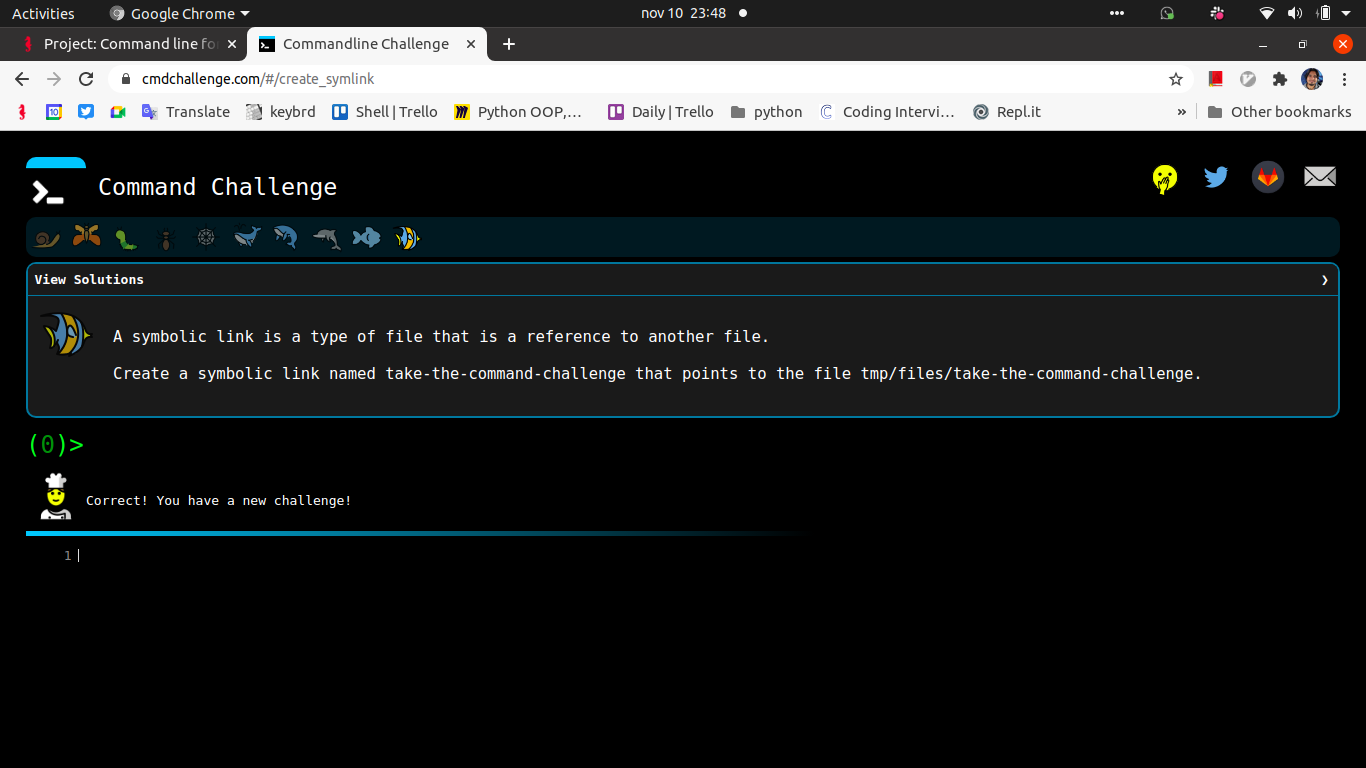 Activities
Google Chrome
nov 10 23:48
Project: Command line fo
Commandline Challenge
cmdchallenge.com/#/create_symlink
10
Translate
keybrd
Shell | Trello
Python OOP,...
Daily | Trello
python
Coding Intervi...
Repl.it
»
Other bookmarks
Command Challenge
View Solutions
A symbolic link is a type of file that is a reference to another file.
Create a symbolic link named take-the-command-challenge that points to the file tmp/files/take-the-command-challenge.
(0)>
Correct! You have a new challenge!
1